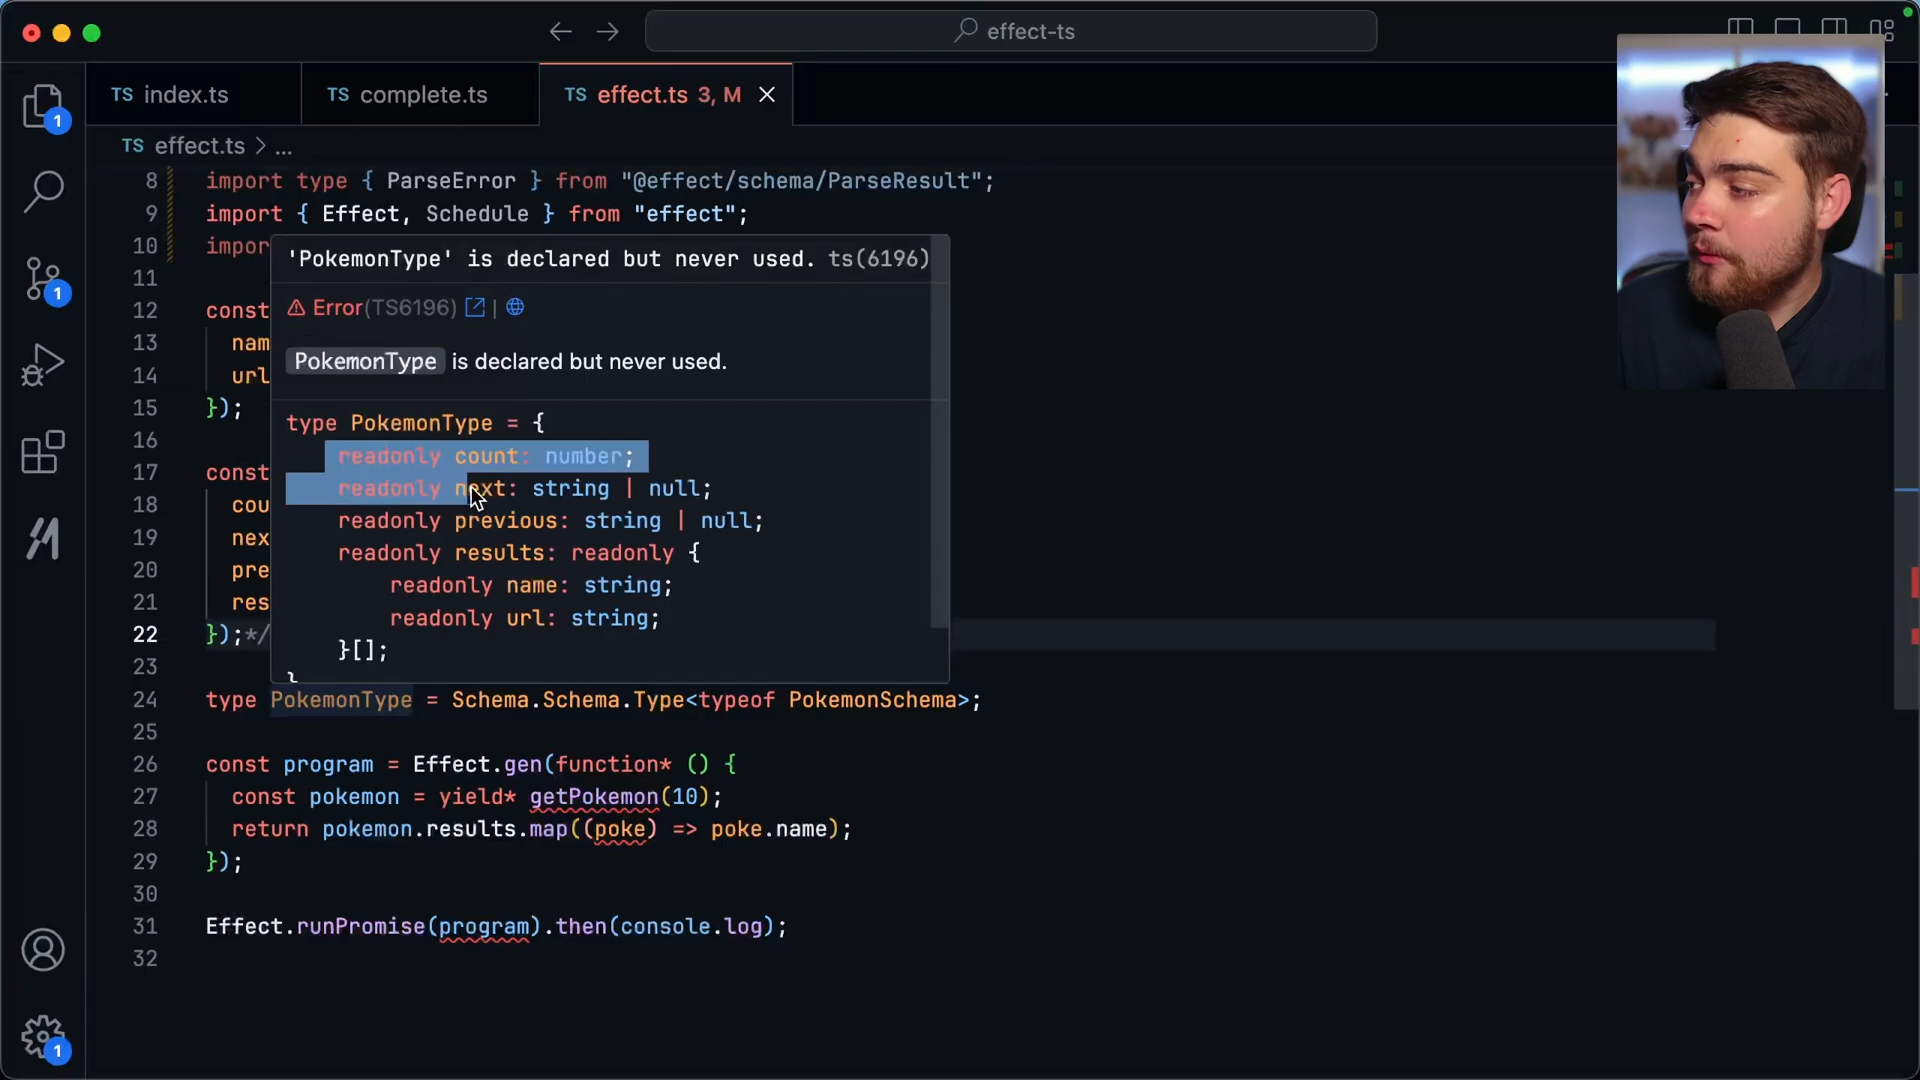 effect-ts
TS index.ts
TS complete.ts
TS effect.ts 3, M
TS effect.ts > ...
8 import type { ParseError } from "@effect/schema/ParseResult";
9 import { Effect, Schedule } from "effect";
10 impor
'PokemonType' is declared but never used. ts(6196)
11
Error(TS6196) |
12 const
13 nam
PokemonType is declared but never used.
14 url
15 });
type PokemonType = {
16
readonly count: number;
17 const
readonly next: string | null;
18 cou
readonly previous: string | null;
19 nex
readonly results: readonly {
20 pre
readonly name: string;
21 res
readonly url: string;
22 });*/
}[];
23
}
24 type PokemonType = Schema.Schema.Type<typeof PokemonSchema>;
25
26 const program = Effect.gen(function* () {
27 const pokemon = yield* getPokemon(10);
28 return pokemon.results.map((poke) => poke.name);
29 });
30
31 Effect.runPromise(program).then(console.log);
32
1
1
1